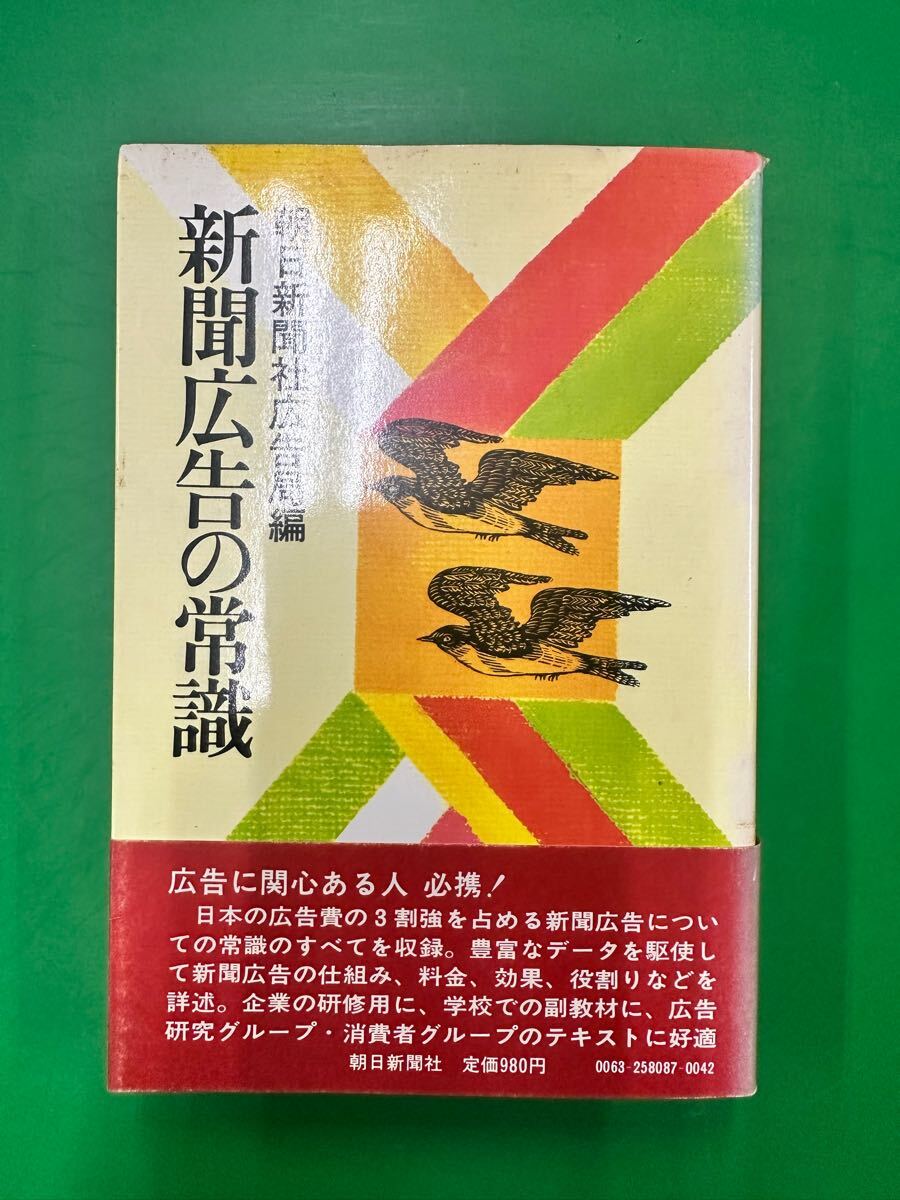 朝日新聞社広告局編
新聞広告の常識
広告に関心ある人 必携！
日本の広告費の３割強を占める新聞広告につい
ての常識のすべてを収録。豊富なデータを駆使し
て新聞広告の仕組み、料金、効果、役割りなどを
詳述。企業の研修用に、学校での副教材に、広告
研究グループ・消費者グループのテキストに好適
朝日新聞社 定価980円 0063-258087-0042